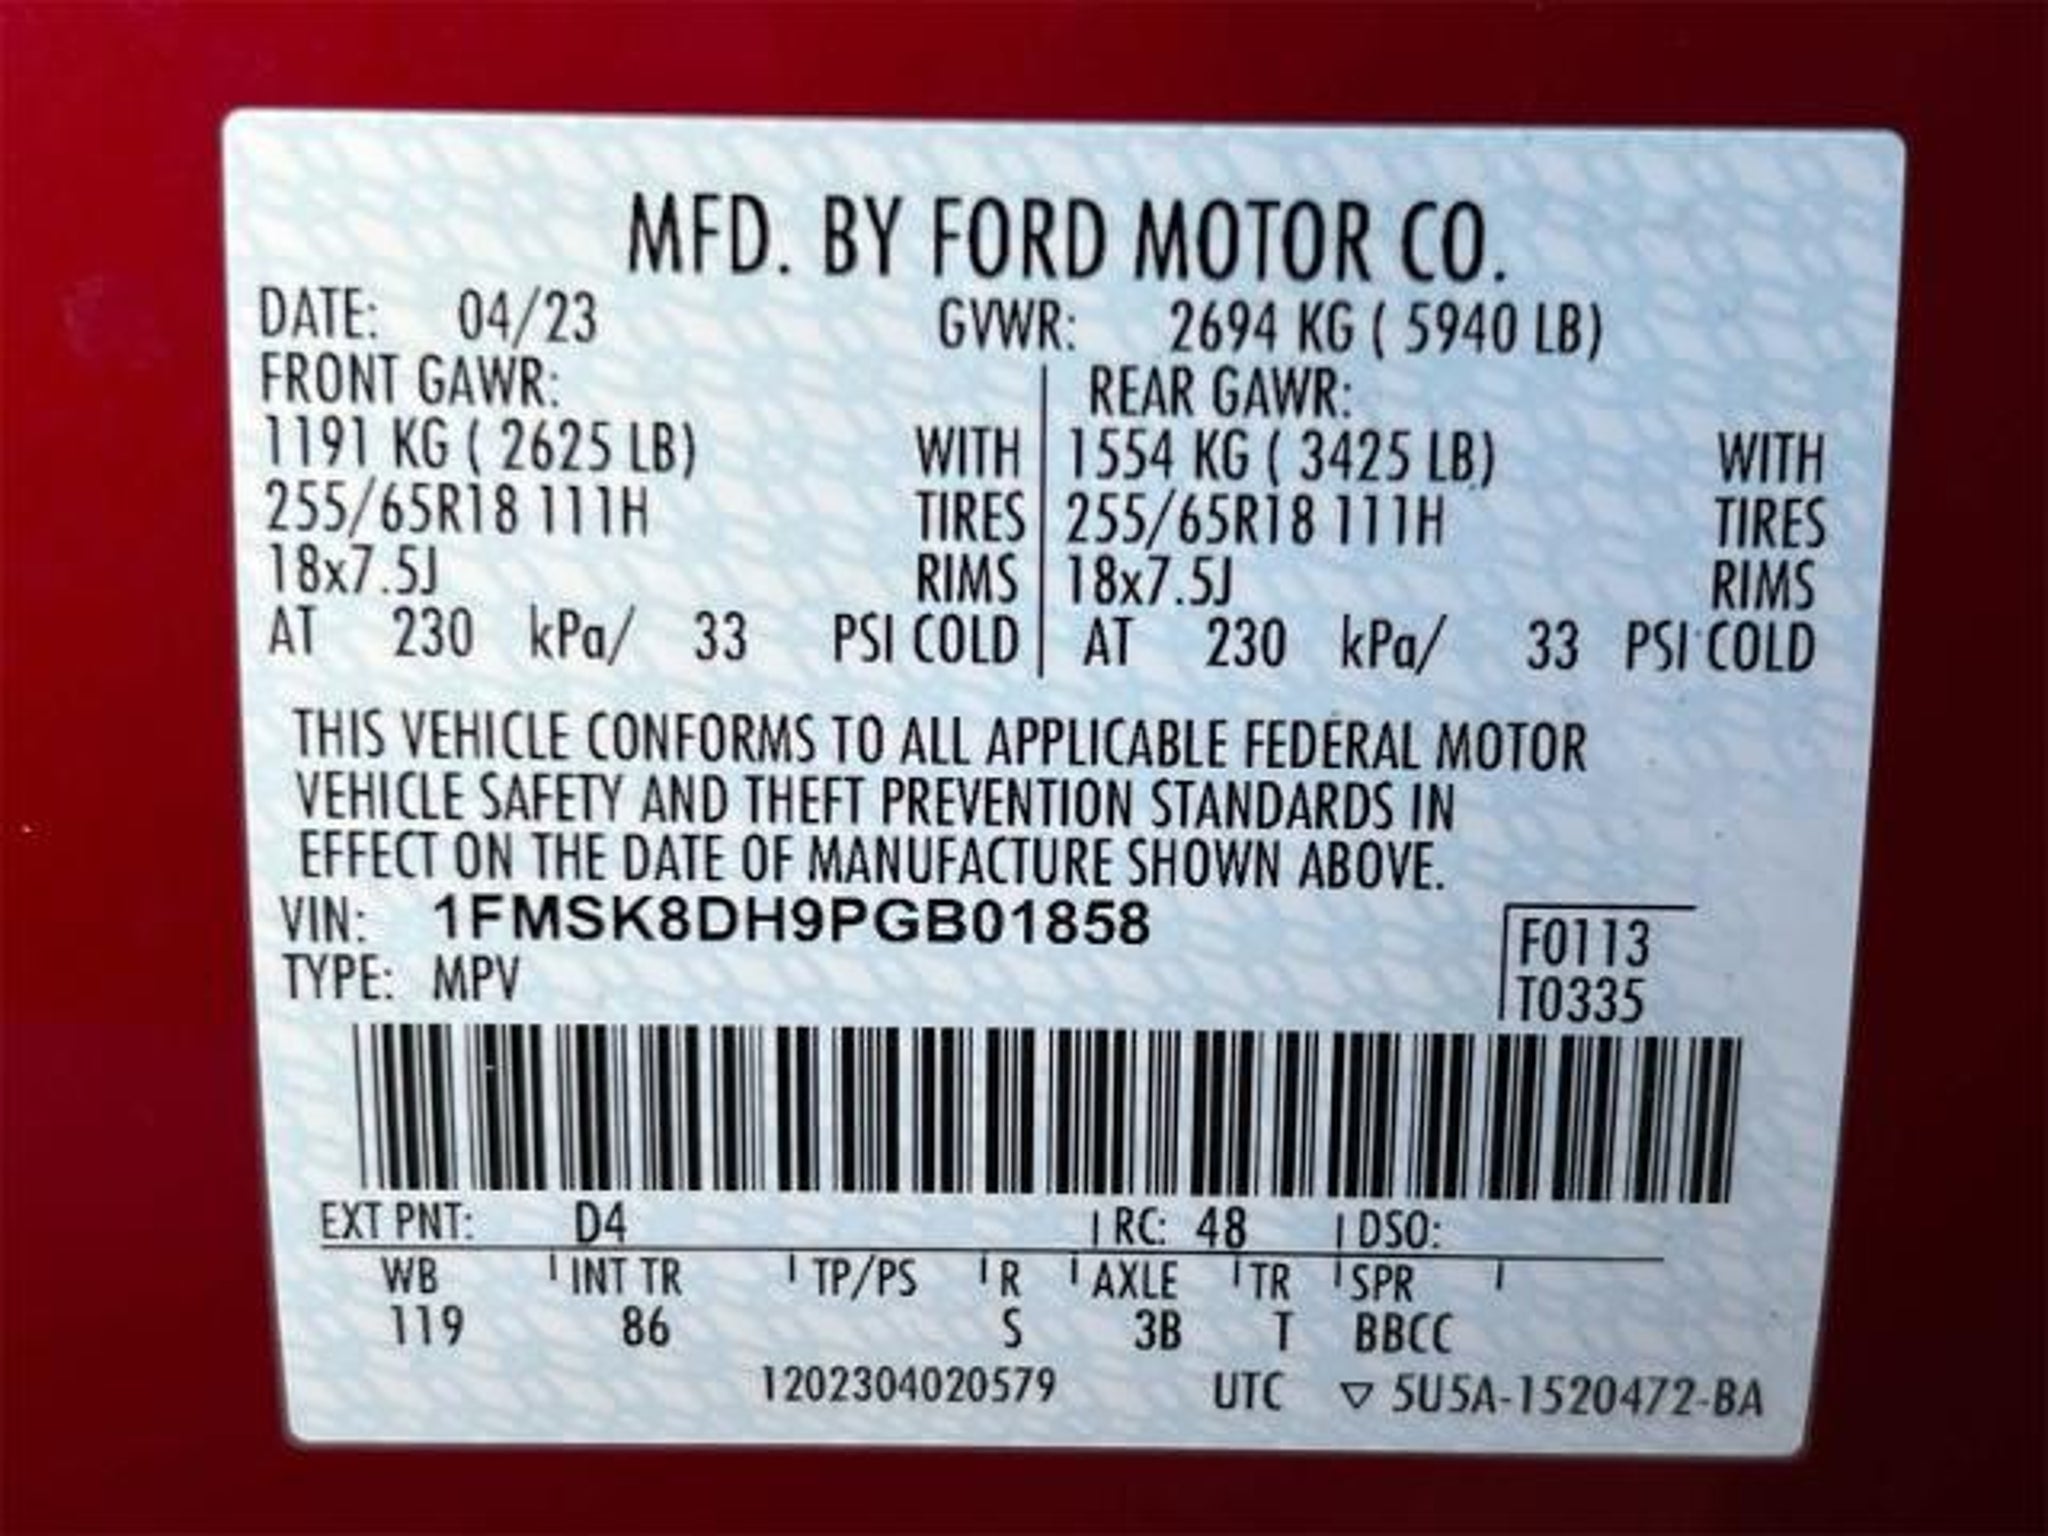 MFD. BY FORD MOTOR CO.
DATE: 04/23 GVWR: 2694 KG ( 5940 LB)
FRONT GAWR: REAR GAWR:
1191 KG ( 2625 LB) WITH 1554 KG ( 3425 LB) WITH
255/65R18 111H TIRES 255/65R18 111H TIRES
18x7.5J RIMS 18x7.5J RIMS
AT 230 kPa/ 33 PSI COLD AT 230 kPa/ 33 PSI COLD
THIS VEHICLE CONFORMS TO ALL APPLICABLE FEDERAL MOTOR
VEHICLE SAFETY AND THEFT PREVENTION STANDARDS IN
EFFECT ON THE DATE OF MANUFACTURE SHOWN ABOVE.
VIN: 1FMSK8DH9PGB01858 F0113
TYPE: MPV T0335
EXT PNT: D4 RC: 48 DSO:
WB INT TR TP/PS R AXLE TR SPR
119 86 S 3B T BBCC
1202304020579 UTC ▽ 5U5A-1520472-BA